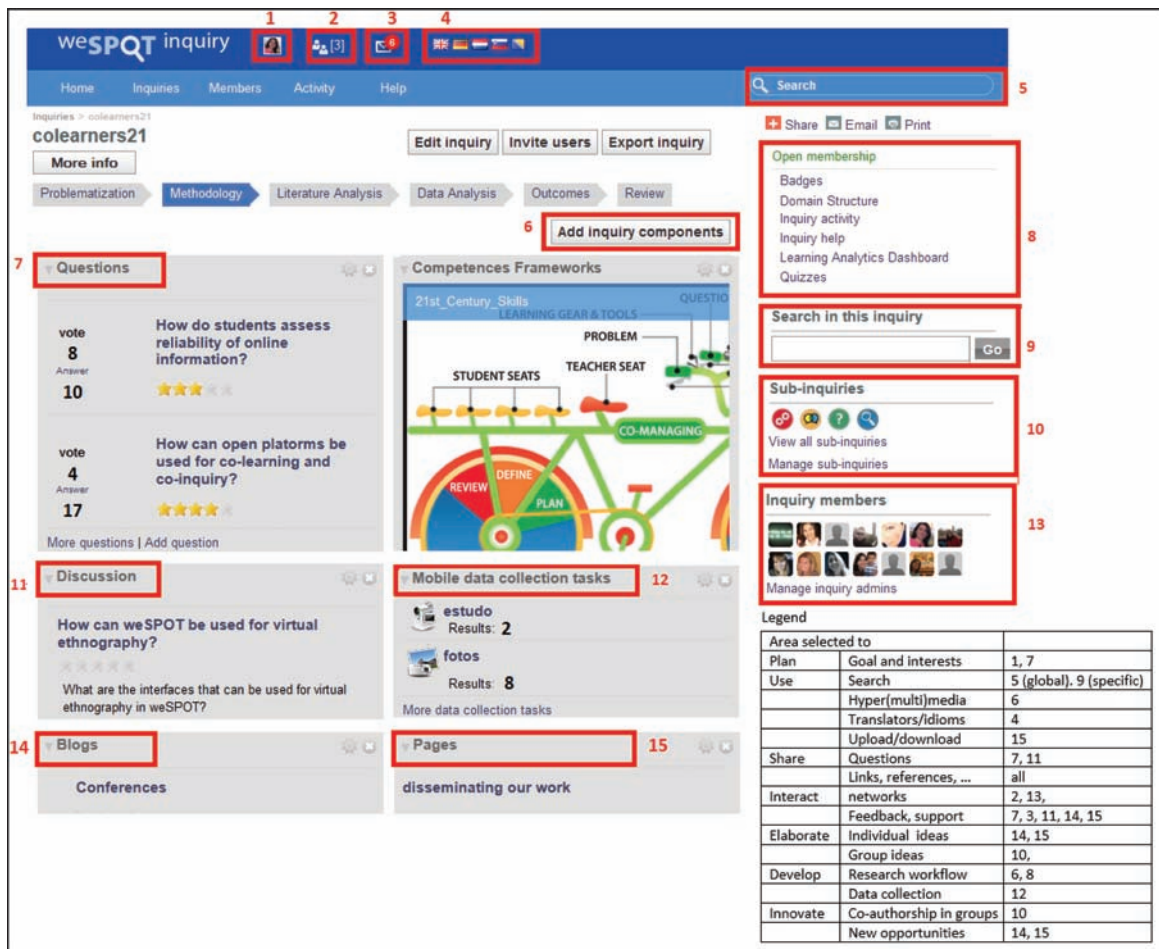 1 2 3 4
weSPOT inquiry [3] 6
Home Inquiries Members Activity Help
Search 5
Inquiries > colearners21
colearners21
Edit inquiry Invite users Export inquiry
More info
Problematization Methodology Literature Analysis Data Analysis Outcomes Review
6 Add inquiry components
7 Questions
vote
8
Answer
10
How do students assess
reliability of online
information?
vote
4
Answer
17
How can open platorms be
used for co-learning and
co-inquiry?
More questions | Add question
Competences Frameworks
21st_Century_Skills
QUESTIO
LEARNING GEAR & TOOLS
PROBLEM
TEACHER SEAT
STUDENT SEATS
CO-MANAGING
REVIEW
DEFINE
PLAN
11 Discussion
How can weSPOT be used for virtual
ethnography?
What are the interfaces that can be used for virtual
ethnography in weSPOT?
Mobile data collection tasks 12
estudo
Results: 2
fotos
Results: 8
More data collection tasks
14 Blogs
Conferences
Pages 15
disseminating our work
Share Email Print
Open membership
Badges
Domain Structure
Inquiry activity
Inquiry help
Learning Analytics Dashboard
Quizzes
8
Search in this inquiry
Go
9
Sub-inquiries
View all sub-inquiries
Manage sub-inquiries
10
Inquiry members
Manage inquiry admins
13
Legend
Area selected to
Plan Goal and interests 1, 7
Use Search 5 (global). 9 (specific)
Hyper(multi)media 6
Translators/idioms 4
Upload/download 15
Share Questions 7, 11
Links, references, ... all
Interact networks 2, 13,
Feedback, support 7, 3, 11, 14, 15
Elaborate Individual ideas 14, 15
Group ideas 10,
Develop Research workflow 6, 8
Data collection 12
Innovate Co-authorship in groups 10
New opportunities 14, 15